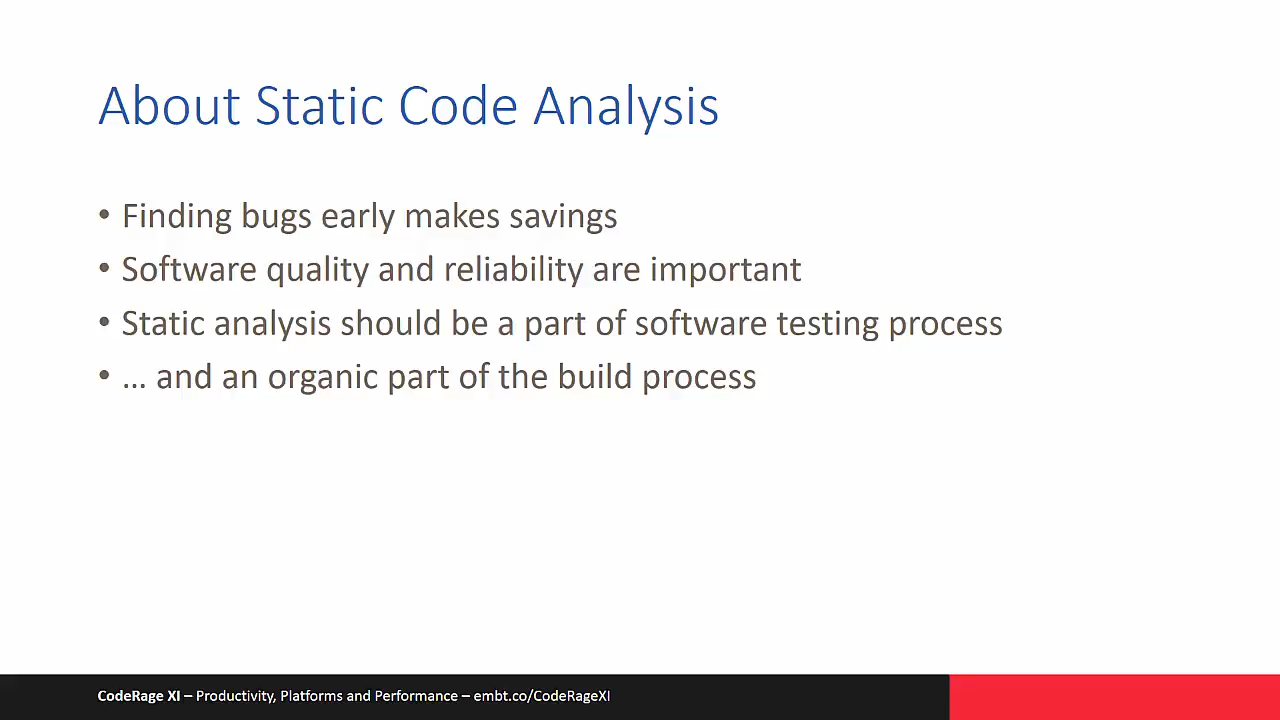 About Static Code Analysis
• Finding bugs early makes savings
• Software quality and reliability are important
• Static analysis should be a part of software testing process
• … and an organic part of the build process
CodeRage XI – Productivity, Platforms and Performance – embt.co/CodeRageXI